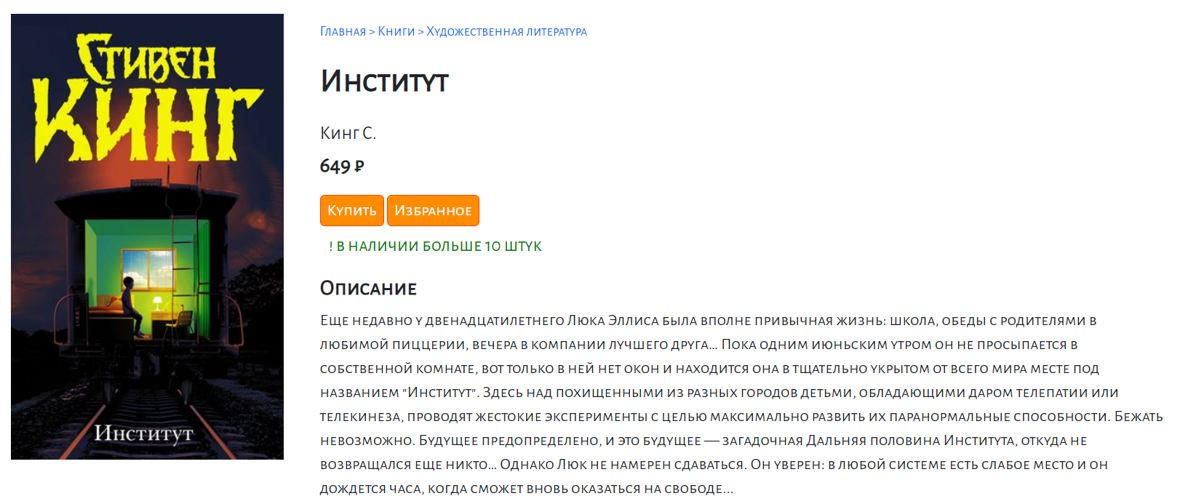 Стивен
Кинг
Институт
Главная > Книги > Художественная литература
Институт
Кинг С.
649 ₽
Купить Избранное
! в наличии больше 10 штук
Описание
Еще недавно у двенадцатилетнего Люка Эллиса была вполне привычная жизнь: школа, обеды с родителями в
любимой пиццерии, вечера в компании лучшего друга... Пока одним июньским утром он не просыпается в
собственной комнате, вот только в ней нет окон и находится она в тщательно укрытом от всего мира месте под
названием "Институт". Здесь над похищенными из разных городов детьми, обладающими даром телепатии или
телекинеза, проводят жестокие эксперименты с целью максимально развить их паранормальные способности. Бежать
невозможно. Будущее предопределено, и это будущее — загадочная Дальняя половина Института, откуда не
возвращался еще никто... Однако Люк не намерен сдаваться. Он уверен: в любой системе есть слабое место и он
дождется часа, когда сможет вновь оказаться на свободе...